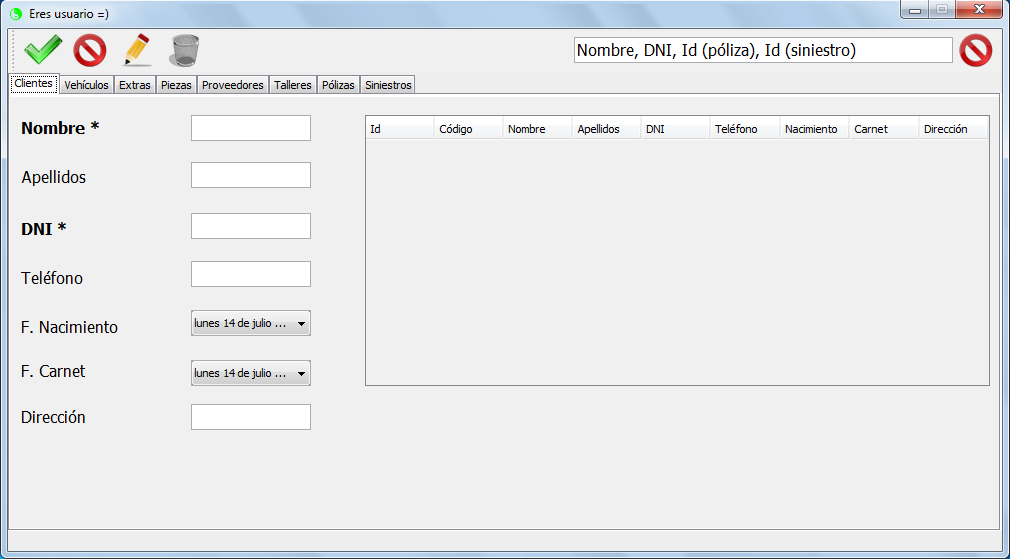 Eres usuario =)
Nombre, DNI, Id (póliza), Id (siniestro)
Clientes Vehículos Extras Piezas Proveedores Talleres Pólizas Siniestros
Id Código Nombre Apellidos DNI Teléfono Nacimiento Carnet Dirección
Nombre *
Apellidos
DNI *
Teléfono
F. Nacimiento lunes 14 de julio ...
F. Carnet lunes 14 de julio ...
Dirección